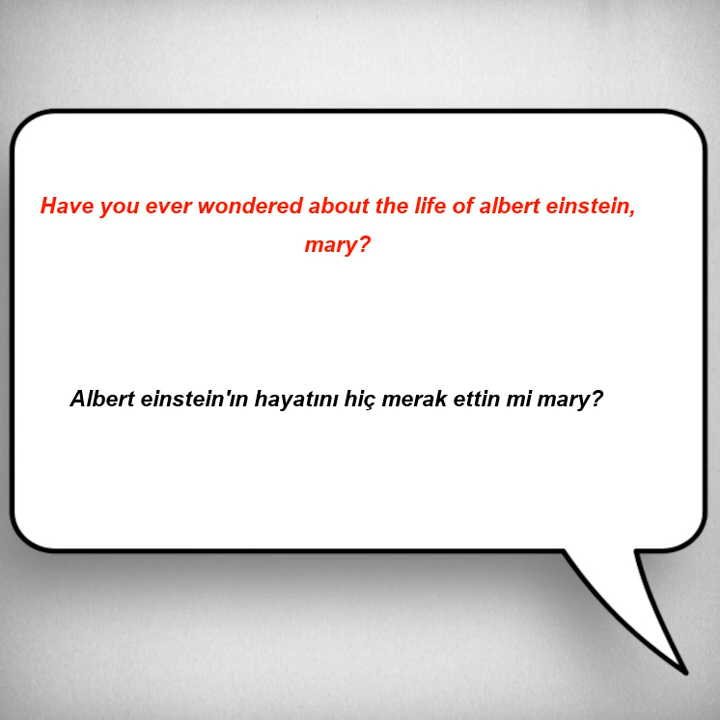 Have you ever wondered about the life of albert einstein,
mary?
Albert einstein'ın hayatını hiç merak ettin mi mary?